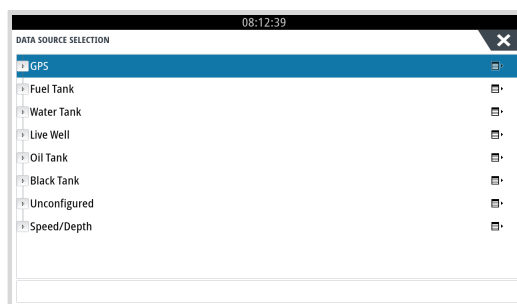 08:12:39
DATA SOURCE SELECTION
GPS
Fuel Tank
Water Tank
Live Well
Oil Tank
Black Tank
Unconfigured
Speed/Depth